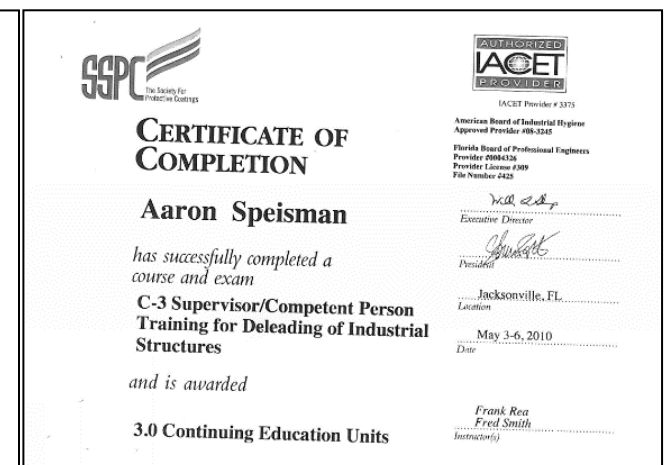 SSPC
The Society For
Protective Coatings
CERTIFICATE OF
COMPLETION
Aaron Speisman
has successfully completed a
course and exam
C-3 Supervisor/Competent Person
Training for Deleading of Industrial
Structures
and is awarded
3.0 Continuing Education Units
AUTHORIZED
IACET
PROVIDER
IACET Provider # 3375
American Board of Industrial Hygiene
Approved Provider #08-3245
Florida Board of Professional Engineers
Provider #0004326
Provider License #309
File Number #425
Executive Director
President
Jacksonville, FL
Location
May 3-6, 2010
Date
Frank Rea
Fred Smith
Instructor(s)